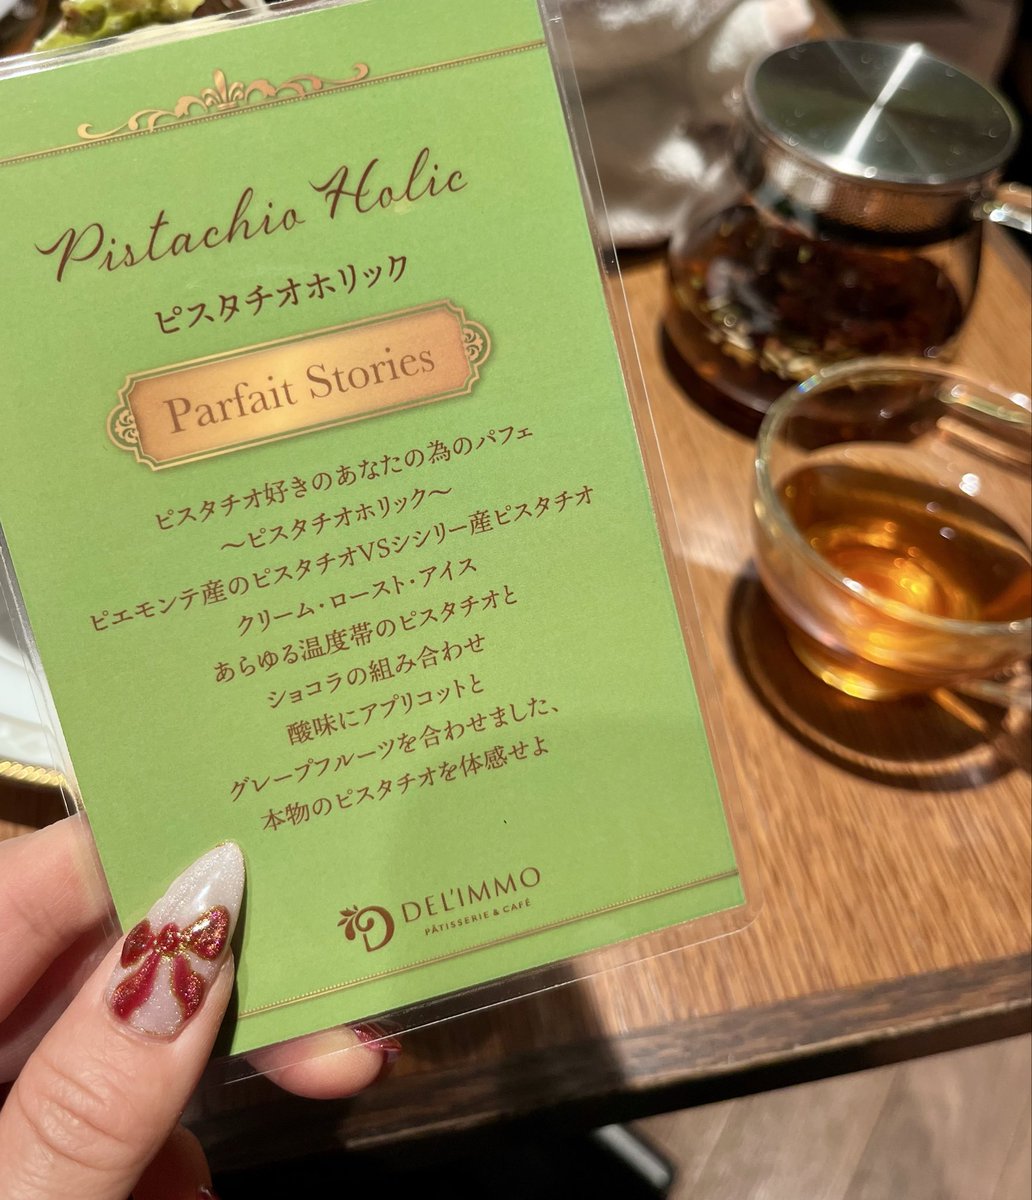 Pistachio Holic
ピスタチオホリック
Parfait Stories
ピスタチオ好きのあなたの為のパフェ
〜ピスタチオホリック〜
ピエモンテ産のピスタチオVSシシリー産ピスタチオ
クリーム・ロースト・アイス
あらゆる温度帯のピスタチオと
ショコラの組み合わせ
酸味にアプリコットと
グレープフルーツを合わせました、
本物のピスタチオを体感せよ
DEL'IMMO
PÂTISSERIE & CAFÉ